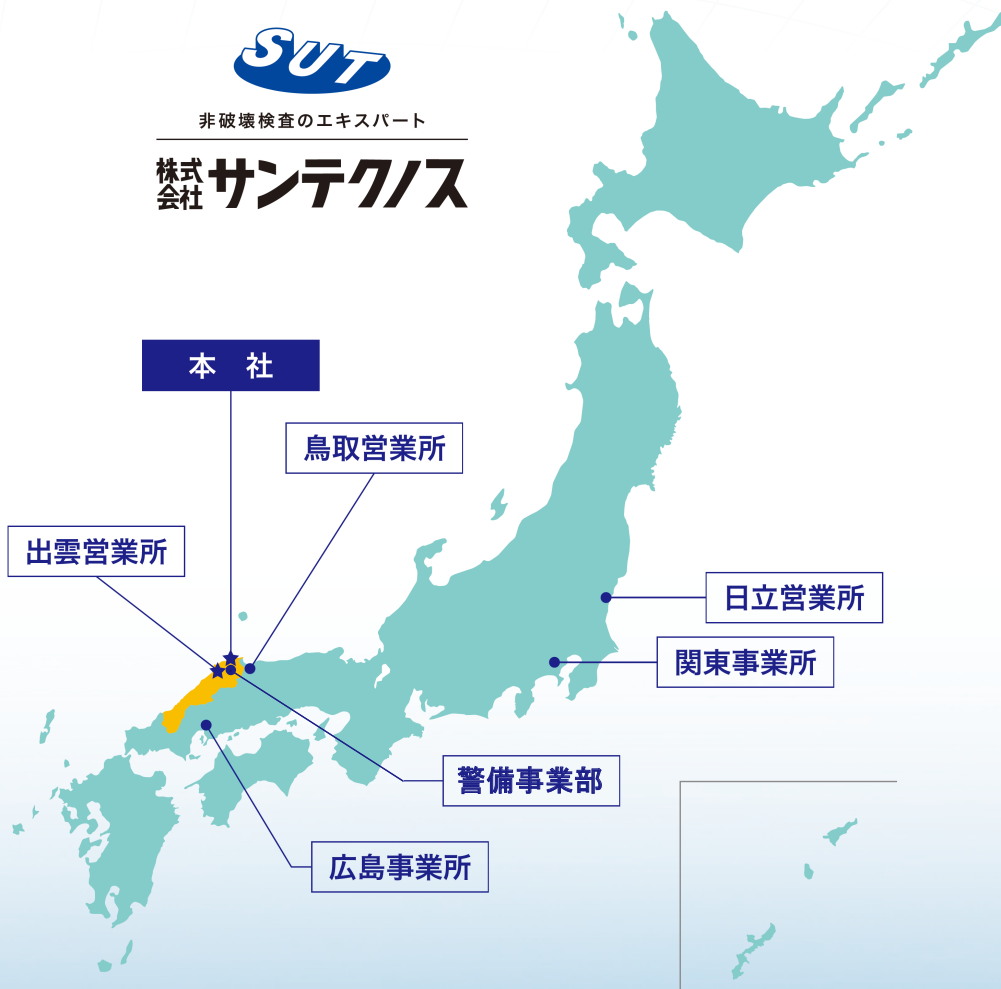 SUT
非破壊検査のエキスパート
株式会社サンテクノス
本 社
鳥取営業所
出雲営業所
日立営業所
関東事業所
警備事業部
広島事業所